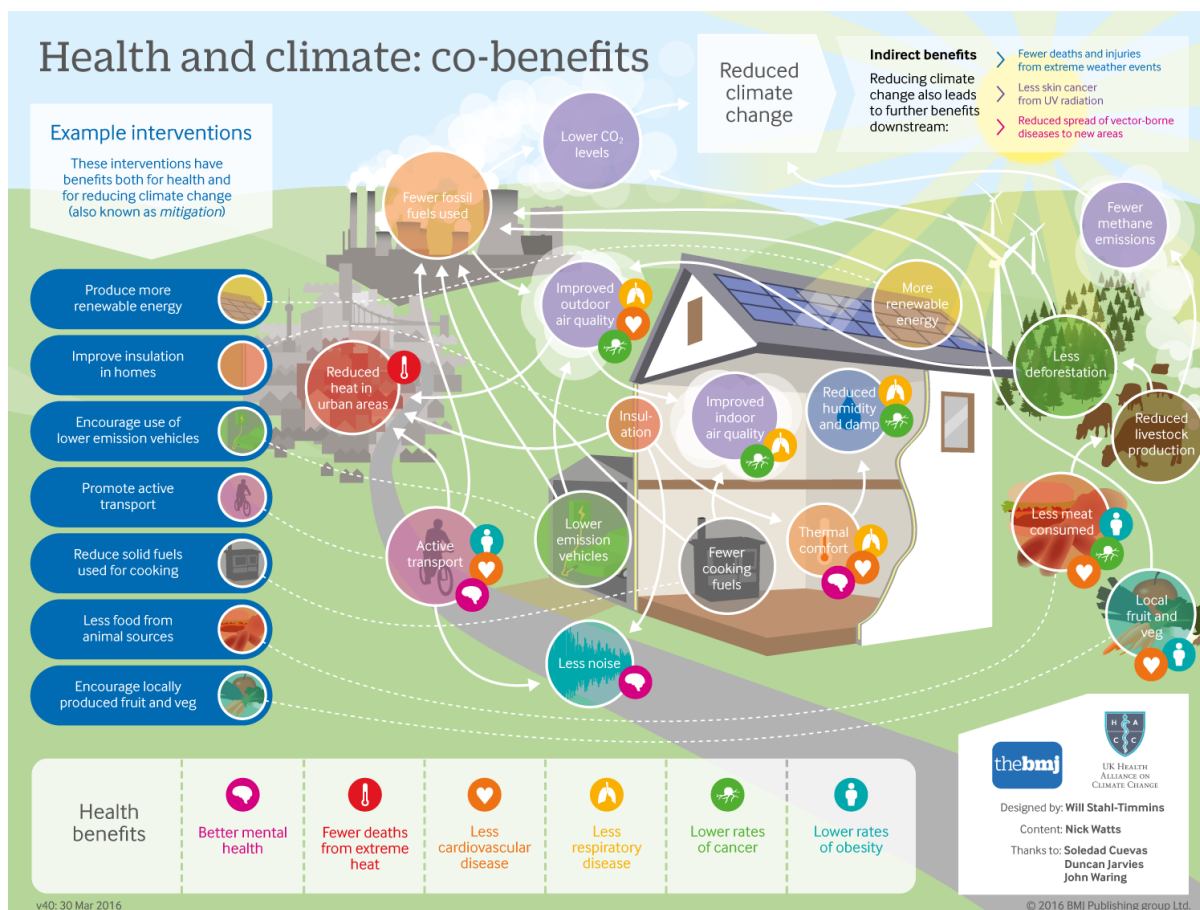 Health and climate: co-benefits
Reduced
climate
change
Indirect benefits
Reducing climate
change also leads
to further benefits
downstream:
Fewer deaths and injuries
from extreme weather events
Less skin cancer
from UV radiation
Reduced spread of vector-borne
diseases to new areas
Example interventions
These interventions have
benefits both for health and
for reducing climate change
(also known as mitigation)
Produce more
renewable energy
Improve insulation
in homes
Encourage use of
lower emission vehicles
Promote active
transport
Reduce solid fuels
used for cooking
Less food from
animal sources
Encourage locally
produced fruit and veg
Lower CO₂
levels
Fewer fossil
fuels used
Fewer
methane
emissions
Improved
outdoor
air quality
More
renewable
energy
Reduced
heat in
urban areas
Less
deforestation
Insul-
ation
Improved
indoor
air quality
Reduced
humidity
and damp
Reduced
livestock
production
Active
transport
Lower
emission
vehicles
Fewer
cooking
fuels
Thermal
comfort
Less meat
consumed
Local
fruit and
veg
Less noise
Health
benefits
Better mental
health
Fewer deaths
from extreme
heat
Less
cardiovascular
disease
Less
respiratory
disease
Lower rates
of cancer
Lower rates
of obesity
thebmj
H A
C C
UK Health
Alliance on
Climate Change
Designed by: Will Stahl-Timmins
Content: Nick Watts
Thanks to: Soledad Cuevas
Duncan Jarvies
John Waring
v40: 30 Mar 2016
© 2016 BMJ Publishing group Ltd.